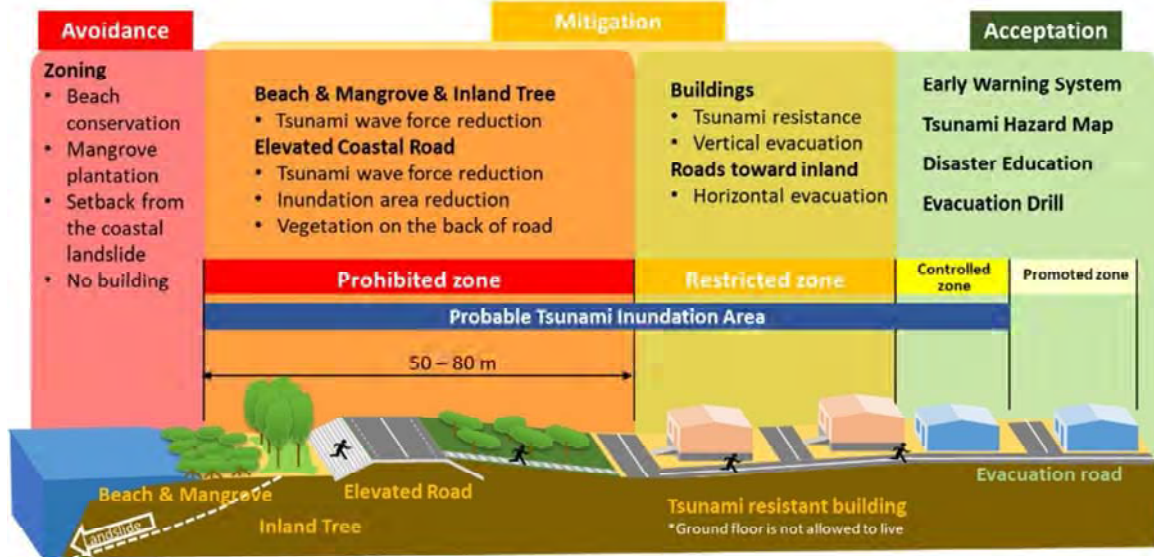 Avoidance
Mitigation
Acceptation
Zoning
• Beach
conservation
• Mangrove
plantation
• Setback from
the coastal
landslide
• No building
Beach & Mangrove & Inland Tree
• Tsunami wave force reduction
Elevated Coastal Road
• Tsunami wave force reduction
• Inundation area reduction
• Vegetation on the back of road
Buildings
• Tsunami resistance
• Vertical evacuation
Roads toward inland
• Horizontal evacuation
Early Warning System
Tsunami Hazard Map
Disaster Education
Evacuation Drill
Prohibited zone
Restricted zone
Controlled
zone
Promoted zone
Probable Tsunami Inundation Area
50 – 80 m
Beach & Mangrove
Elevated Road
Inland Tree
Landslide
Tsunami resistant building
*Ground floor is not allowed to live
Evacuation road